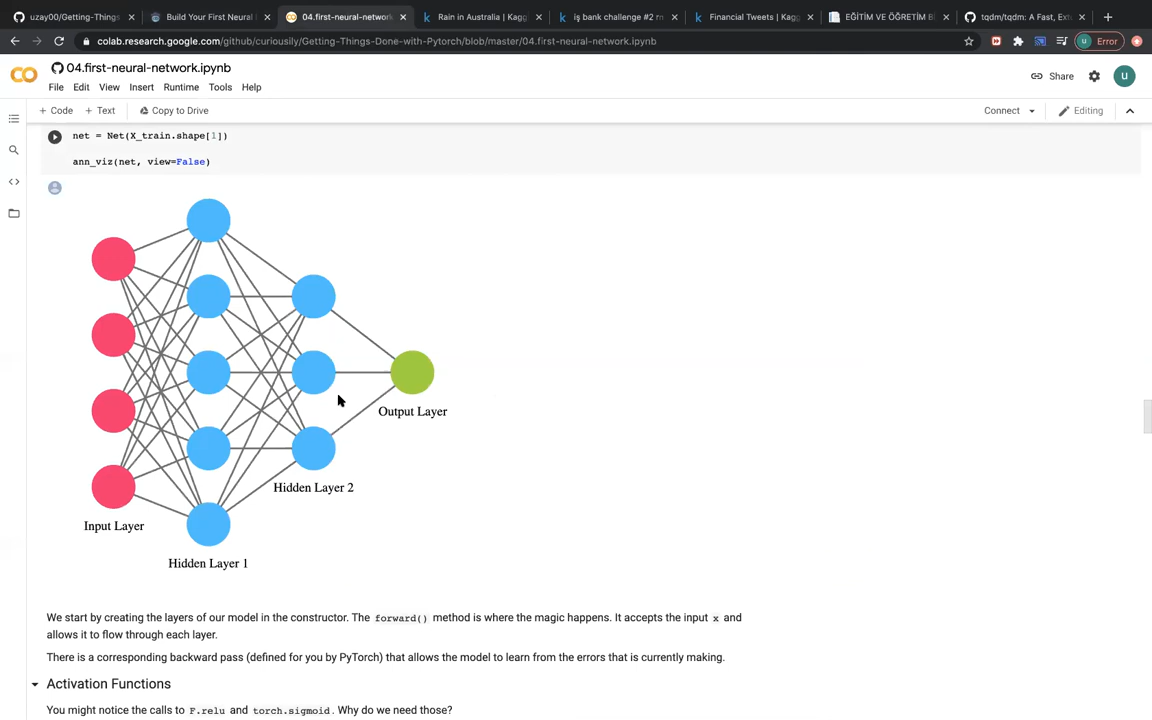 uzay00/Getting-Things
Build Your First Neural
04.first-neural-network
Rain in Australia | Kagg
iş bank challenge #2 m
Financial Tweets | Kagg
EĞİTİM VE ÖĞRETİM B
tqdm/tqdm: A Fast, Ext
colab.research.google.com/github/curiousily/Getting-Things-Done-with-Pytorch/blob/master/04.first-neural-network.ipynb
u Error
04.first-neural-network.ipynb
Share
u
File Edit View Insert Runtime Tools Help
+ Code + Text Copy to Drive
Connect
Editing
net = Net(X_train.shape[1])
ann_viz(net, view=False)
Output Layer
Hidden Layer 2
Input Layer
Hidden Layer 1
We start by creating the layers of our model in the constructor. The forward() method is where the magic happens. It accepts the input x and
allows it to flow through each layer.
There is a corresponding backward pass (defined for you by PyTorch) that allows the model to learn from the errors that is currently making.
Activation Functions
You might notice the calls to F.relu and torch.sigmoid. Why do we need those?